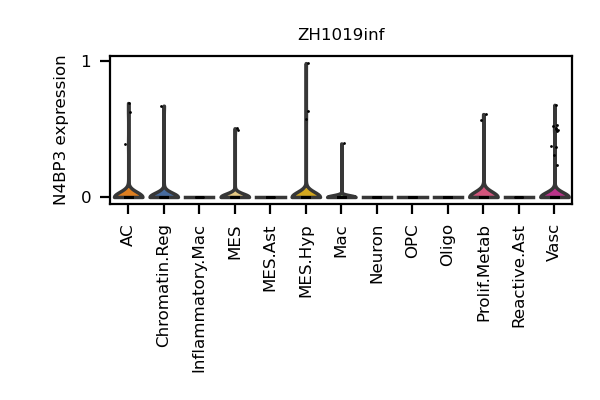 ZH1019inf
N4BP3 expression
1
0
AC
Chromatin.Reg
Inflammatory.Mac
MES
MES.Ast
MES.Hyp
Mac
Neuron
OPC
Oligo
Prolif.Metab
Reactive.Ast
Vasc